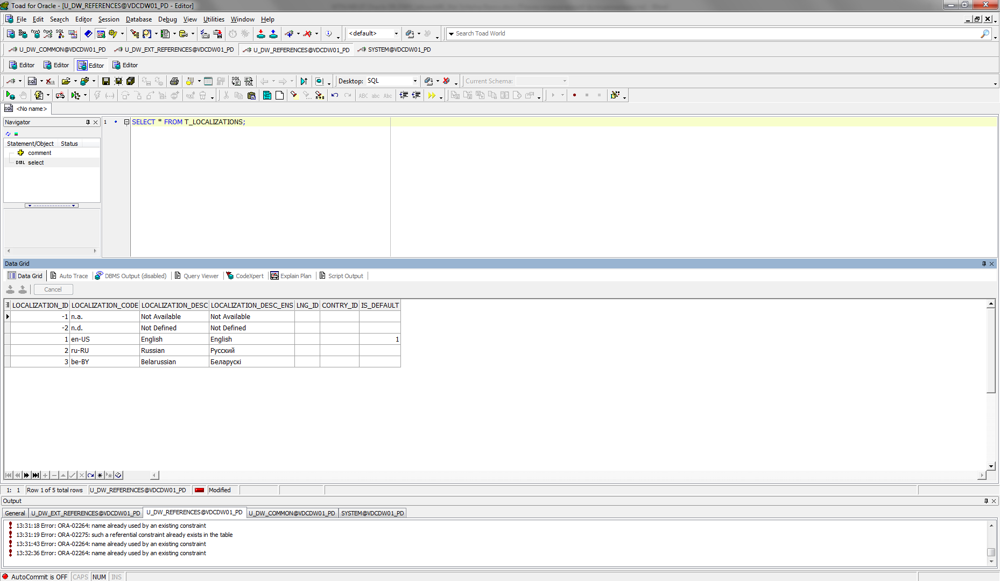 Toad for Oracle - [U_DW_REFERENCES@VDCDW01_PD - Editor]
File Edit Search Editor Session Database Debug View Utilities Window Help
<default> Search Toad World
U_DW_COMMON@VDCDW01_PD U_DW_EXT_REFERENCES@VDCDW01_PD U_DW_REFERENCES@VDCDW01_PD SYSTEM@VDCDW01_PD
Editor Editor Editor Editor
Desktop: SQL Current Schema:
<No name>
Navigator
1 SELECT * FROM T_LOCALIZATIONS;
Statement/Object Status
comment
DML select
Data Grid
Data Grid Auto Trace DBMS Output (disabled) Query Viewer CodeXpert Explain Plan Script Output
Cancel
LOCALIZATION_ID LOCALIZATION_CODE LOCALIZATION_DESC LOCALIZATION_DESC_ENS LNG_ID CONTRY_ID IS_DEFAULT
-1 n.a. Not Available Not Available
-2 n.d. Not Defined Not Defined
1 en-US English English 1
2 ru-RU Russian Русский
3 be-BY Belarussian Беларускі
1: 1 Row 1 of 5 total rows U_DW_REFERENCES@VDCDW01_PD Modified
Output
General U_DW_EXT_REFERENCES@VDCDW01_PD U_DW_REFERENCES@VDCDW01_PD U_DW_COMMON@VDCDW01_PD SYSTEM@VDCDW01_PD
13:31:18 Error: ORA-02264: name already used by an existing constraint
13:31:19 Error: ORA-02275: such a referential constraint already exists in the table
13:31:43 Error: ORA-02264: name already used by an existing constraint
13:32:36 Error: ORA-02264: name already used by an existing constraint
AutoCommit is OFF CAPS NUM INS